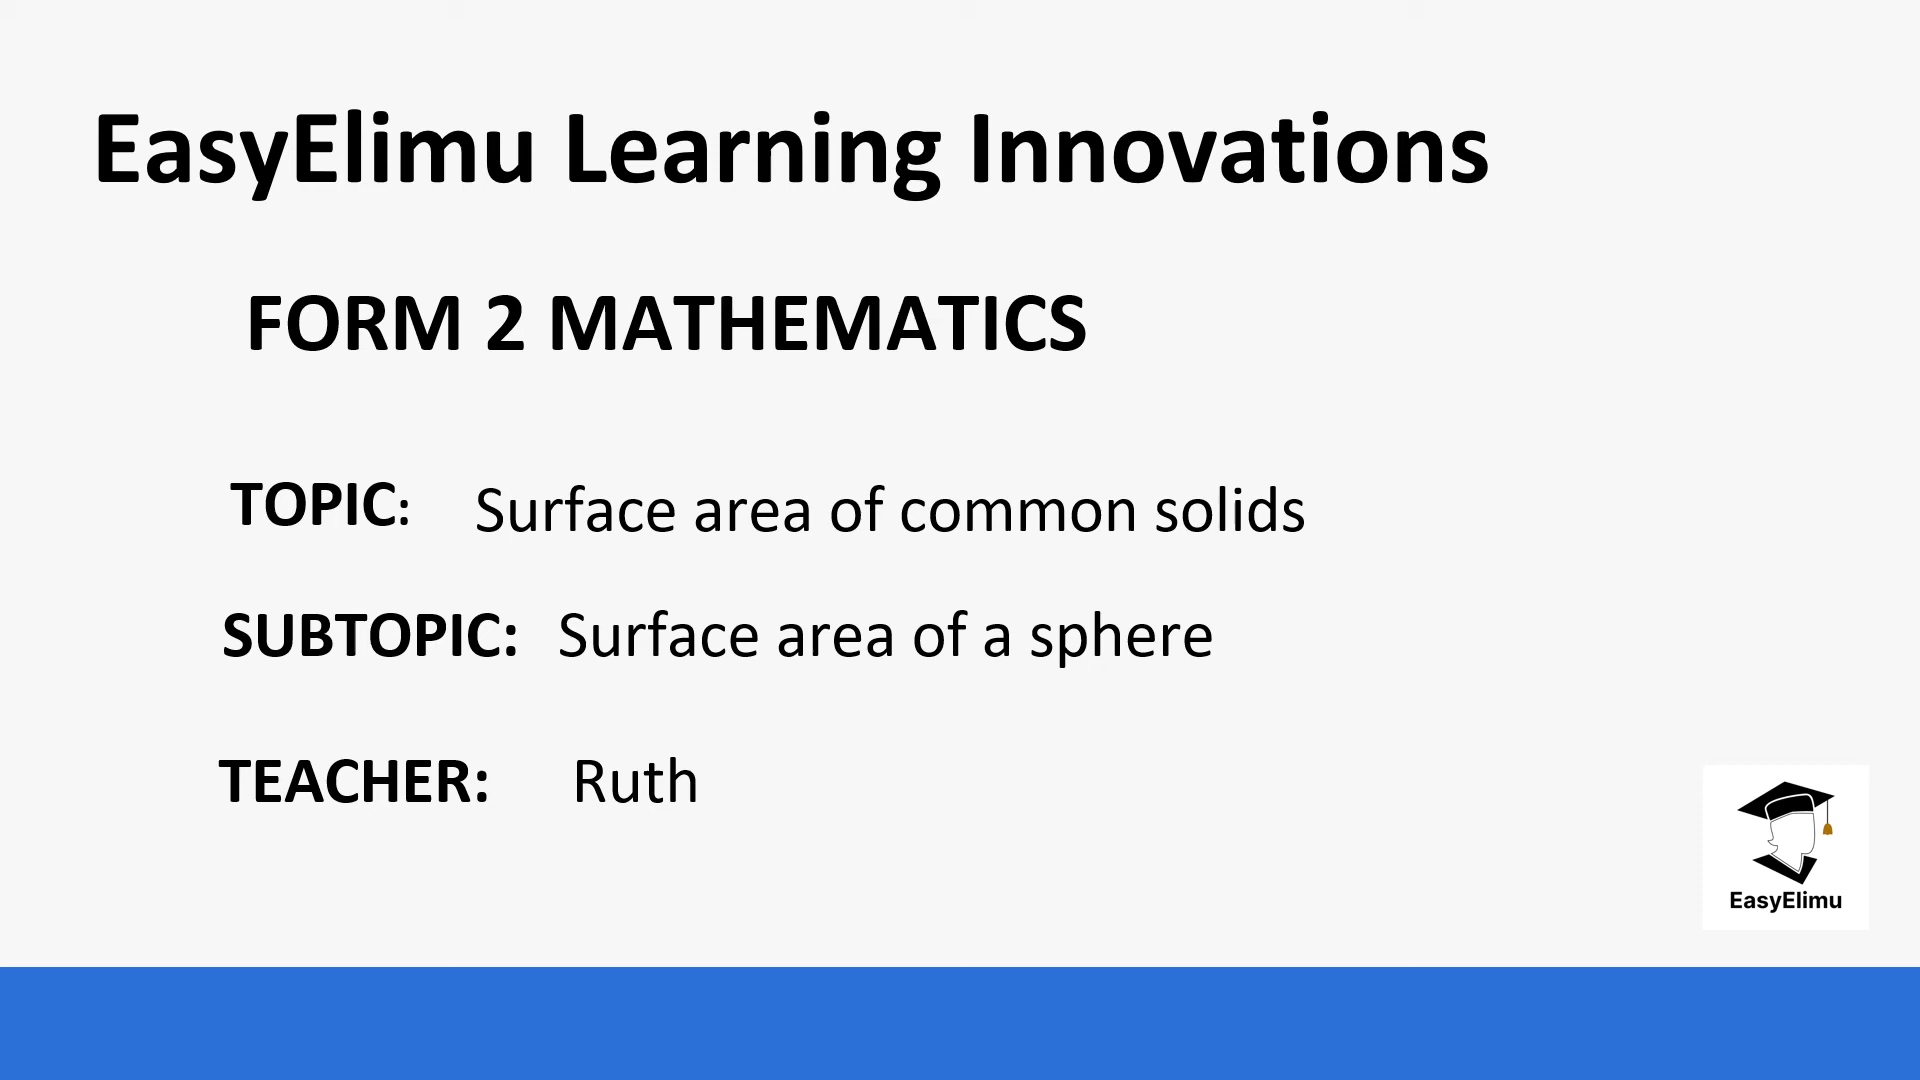 EasyElimu Learning Innovations
FORM 2 MATHEMATICS
TOPIC: Surface area of common solids
SUBTOPIC: Surface area of a sphere
TEACHER: Ruth
EasyElimu